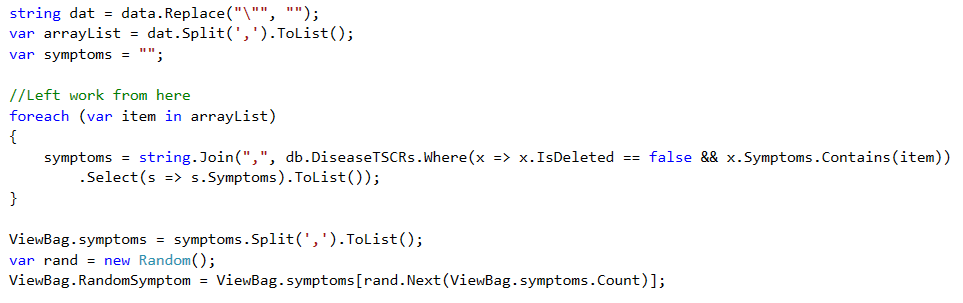 string dat = data.Replace("\"", "");
var arrayList = dat.Split(',').ToList();
var symptoms = "";

//Left work from here
foreach (var item in arrayList)
{
    symptoms = string.Join(",", db.DiseaseTSCRs.Where(x => x.IsDeleted == false && x.Symptoms.Contains(item))
        .Select(s => s.Symptoms).ToList());
}

ViewBag.symptoms = symptoms.Split(',').ToList();
var rand = new Random();
ViewBag.RandomSymptom = ViewBag.symptoms[rand.Next(ViewBag.symptoms.Count)];